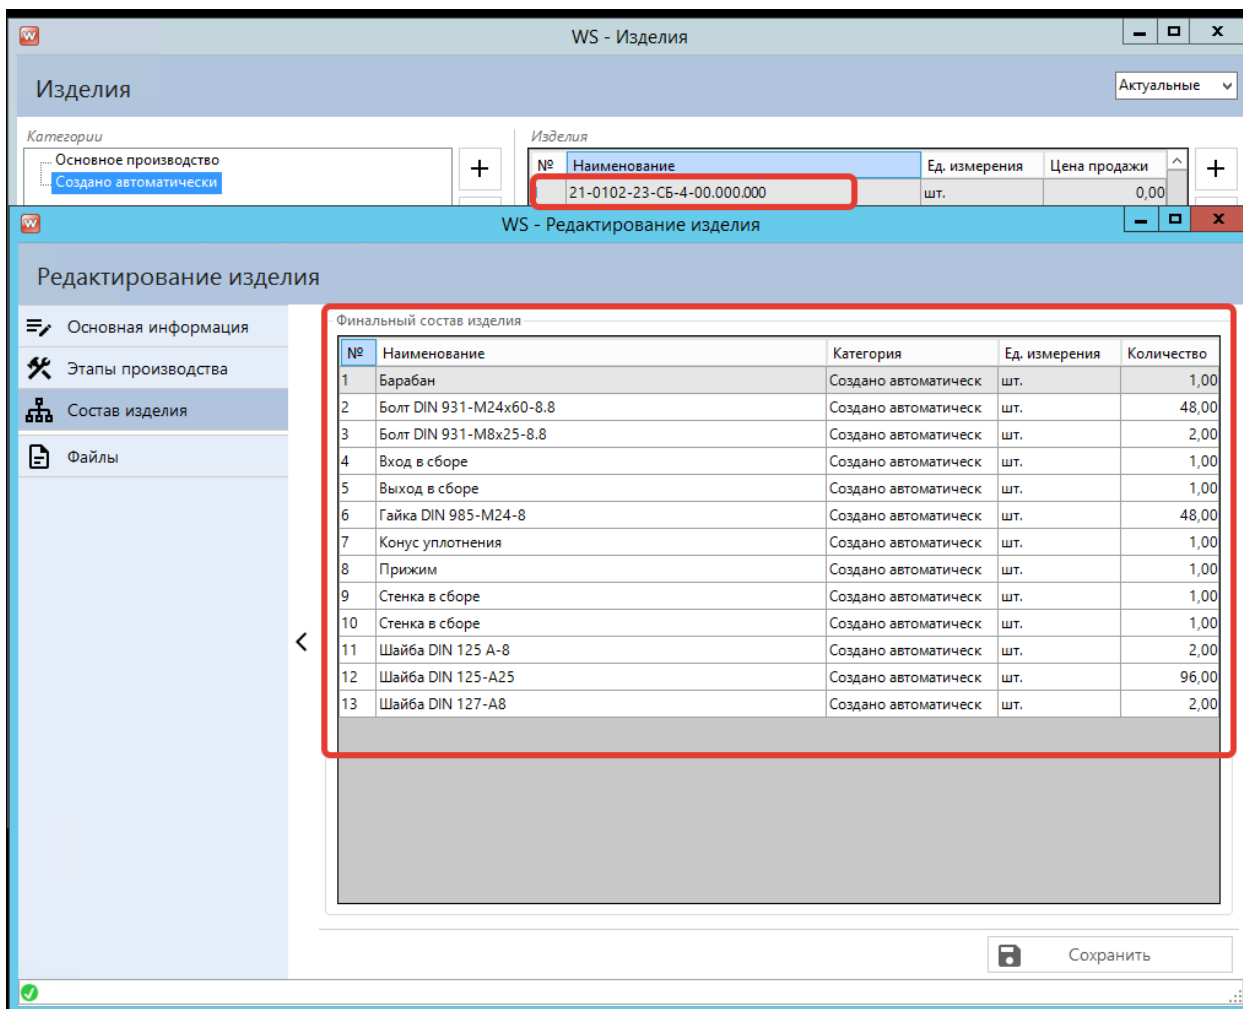 WS - Изделия
Изделия
Актуальные
Категории
Основное производство
Создано автоматически
Изделия
№ Наименование Ед. измерения Цена продажи
21-0102-23-СБ-4-00.000.000 шт. 0,00
WS - Редактирование изделия
Редактирование изделия
Основная информация
Этапы производства
Состав изделия
Файлы
Финальный состав изделия
№ Наименование Категория Ед. измерения Количество
1 Барабан Создано автоматическ шт. 1,00
2 Болт DIN 931-М24х60-8.8 Создано автоматическ шт. 48,00
3 Болт DIN 931-М8х25-8.8 Создано автоматическ шт. 2,00
4 Вход в сборе Создано автоматическ шт. 1,00
5 Выход в сборе Создано автоматическ шт. 1,00
6 Гайка DIN 985-М24-8 Создано автоматическ шт. 48,00
7 Конус уплотнения Создано автоматическ шт. 1,00
8 Прижим Создано автоматическ шт. 1,00
9 Стенка в сборе Создано автоматическ шт. 1,00
10 Стенка в сборе Создано автоматическ шт. 1,00
11 Шайба DIN 125 А-8 Создано автоматическ шт. 2,00
12 Шайба DIN 125-А25 Создано автоматическ шт. 96,00
13 Шайба DIN 127-А8 Создано автоматическ шт. 2,00
Сохранить